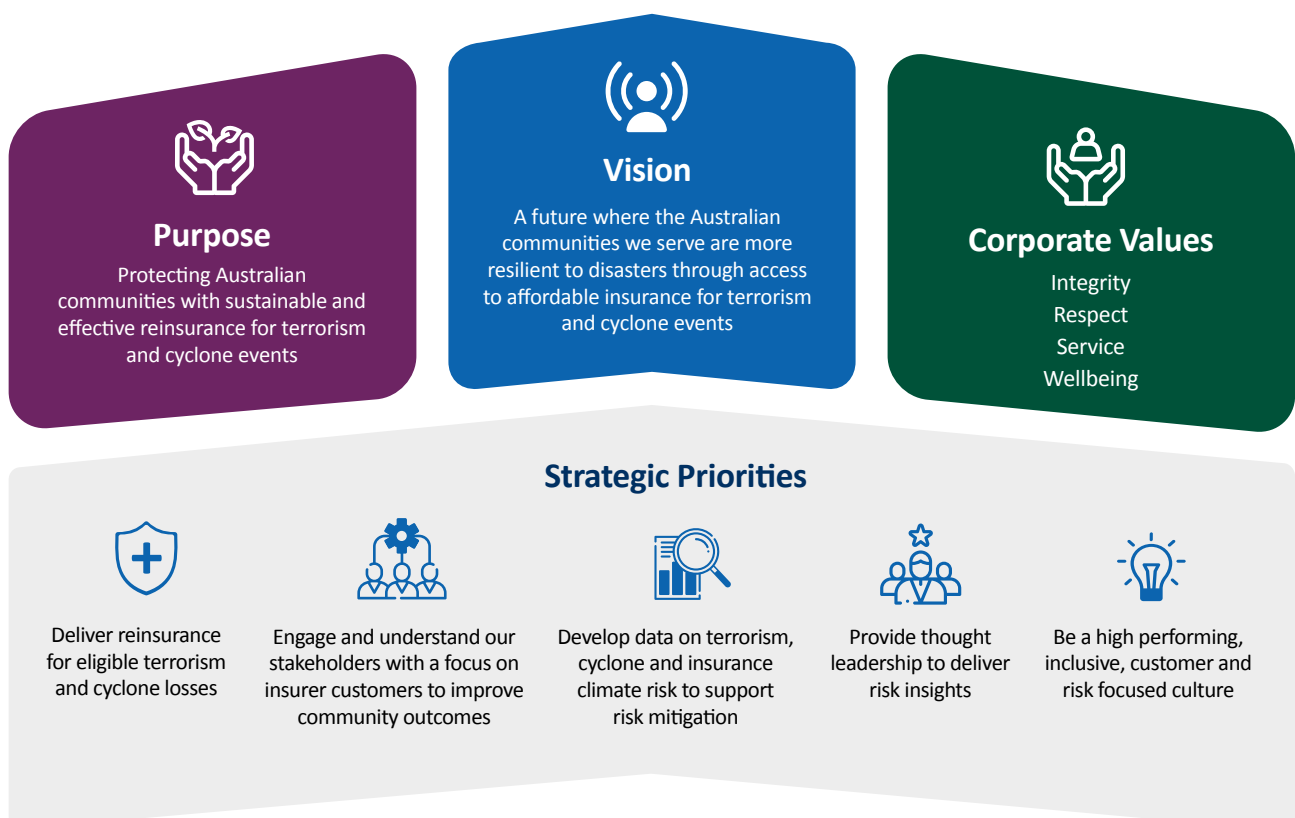 Purpose
Protecting Australian
communities with sustainable and
effective reinsurance for terrorism
and cyclone events
Vision
A future where the Australian
communities we serve are more
resilient to disasters through access
to affordable insurance for terrorism
and cyclone events
Corporate Values
Integrity
Respect
Service
Wellbeing
Strategic Priorities
Deliver reinsurance
for eligible terrorism
and cyclone losses
Engage and understand our
stakeholders with a focus on
insurer customers to improve
community outcomes
Develop data on terrorism,
cyclone and insurance
climate risk to support
risk mitigation
Provide thought
leadership to deliver
risk insights
Be a high performing,
inclusive, customer and
risk focused culture